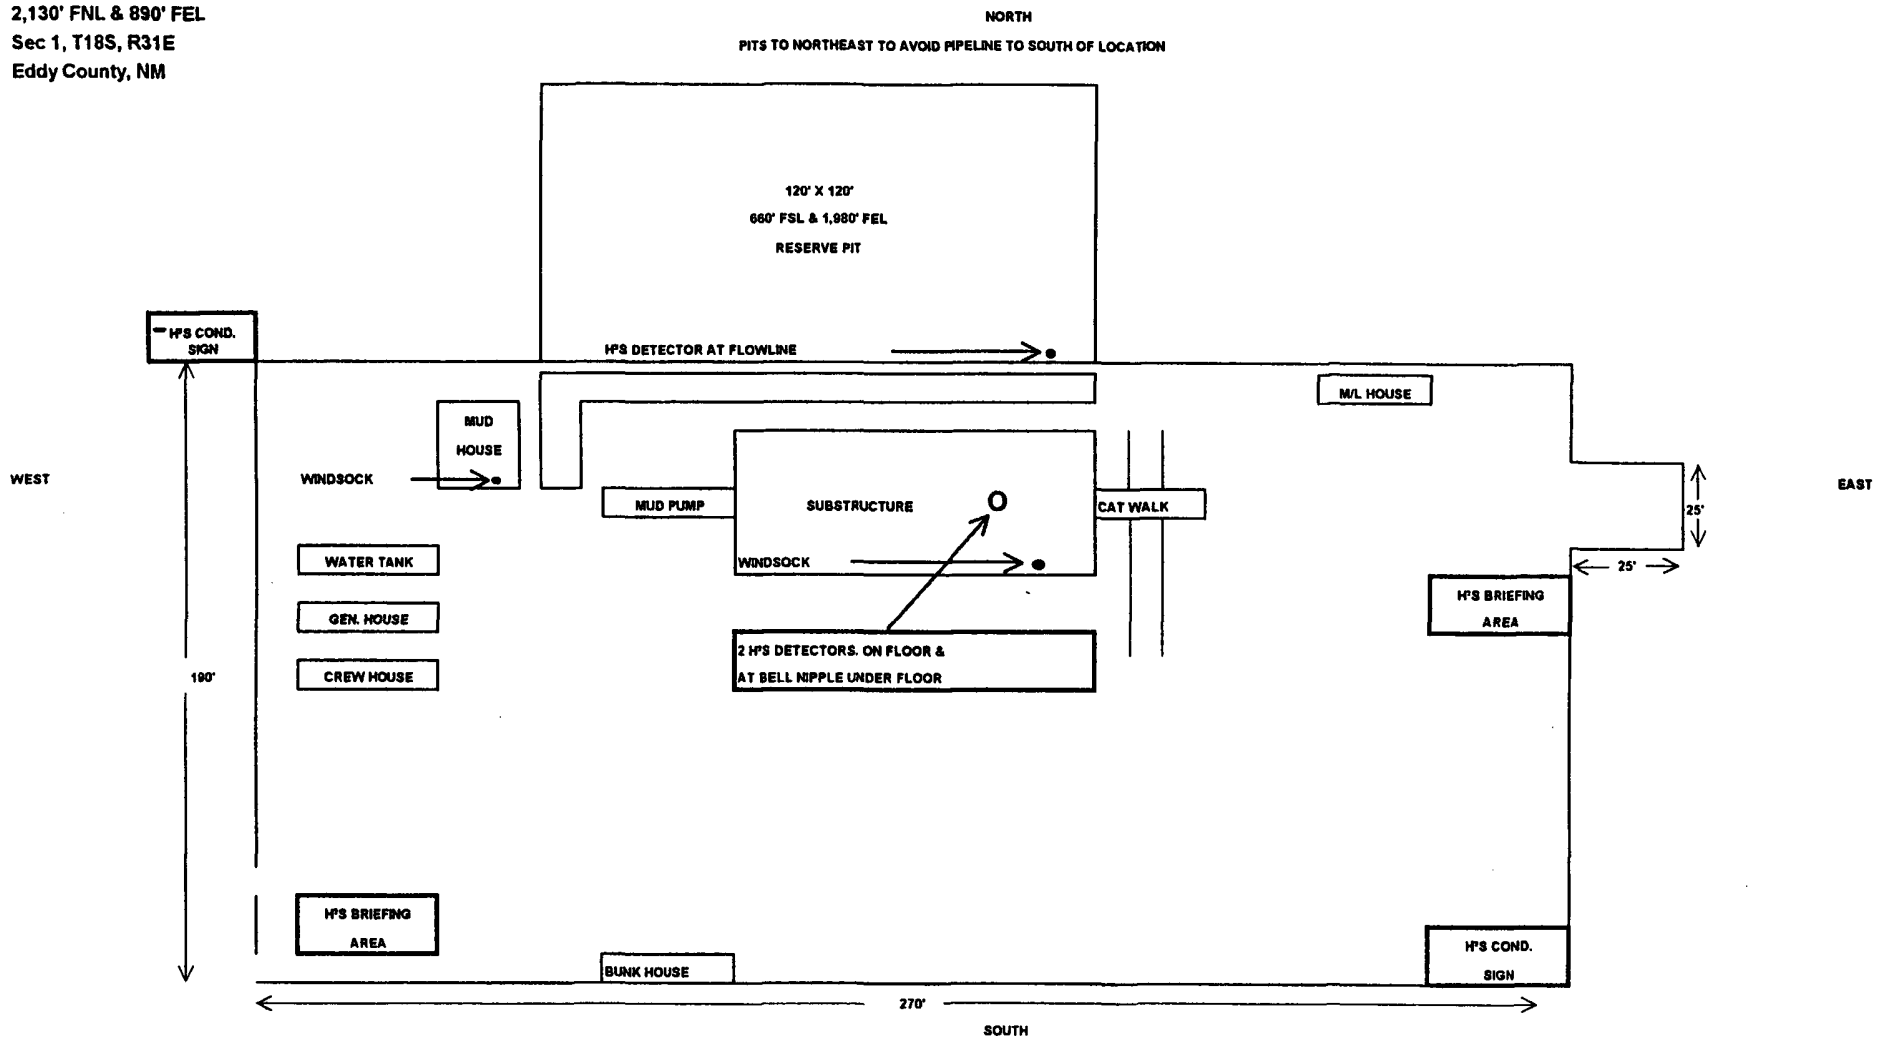 2,130' FNL & 890' FEL
Sec 1, T18S, R31E
Eddy County, NM
NORTH
PITS TO NORTHEAST TO AVOID PIPELINE TO SOUTH OF LOCATION
120' X 120'
660' FSL & 1,980' FEL
RESERVE PIT
H²S COND.
SIGN
H²S DETECTOR AT FLOWLINE
M/L HOUSE
MUD
HOUSE
WEST
WINDSOCK
MUD PUMP
SUBSTRUCTURE
O
CAT WALK
25'
EAST
WATER TANK
WINDSOCK
25'
GEN. HOUSE
H²S BRIEFING
AREA
CREW HOUSE
190'
2 H²S DETECTORS. ON FLOOR &
AT BELL NIPPLE UNDER FLOOR
H²S BRIEFING
AREA
BUNK HOUSE
H²S COND.
SIGN
270'
SOUTH